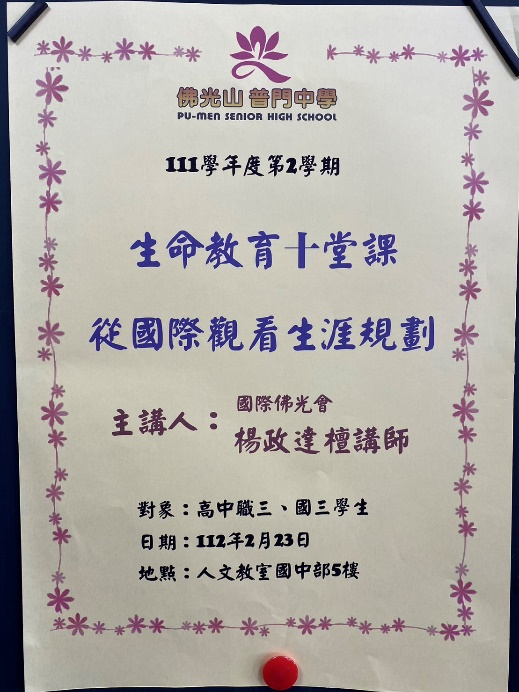 佛光山 普門中學
PU-MEN SENIOR HIGH SCHOOL
111學年度第2學期
生命教育十堂課
從國際觀看生涯規劃
主講人：國際佛光會
楊政達檀講師
對象：高中職三、國三學生
日期：112年2月23日
地點：人文教室國中部5樓